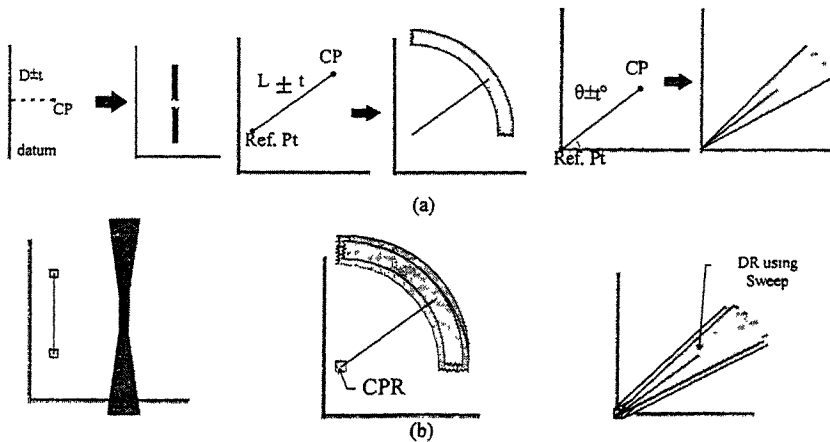 D±t
CP
datum
CP
L ± t
Ref. Pt
CP
θ±t°
Ref. Pt
(a)
DR using
Sweep
CPR
(b)